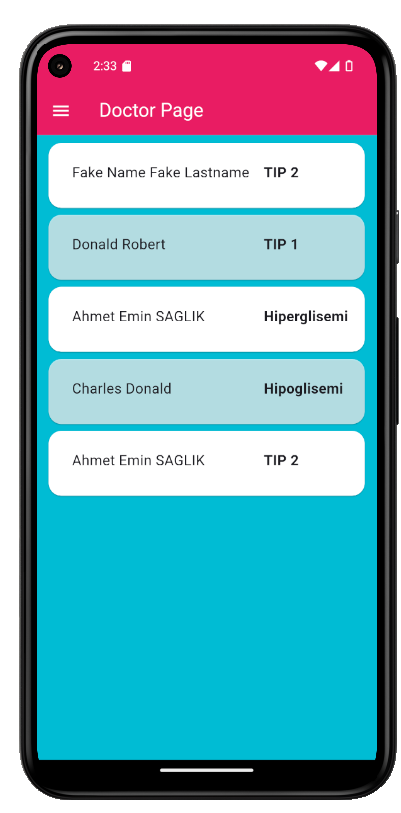 2:33
Doctor Page
Fake Name Fake Lastname TIP 2
Donald Robert TIP 1
Ahmet Emin SAGLIK Hiperglisemi
Charles Donald Hipoglisemi
Ahmet Emin SAGLIK TIP 2